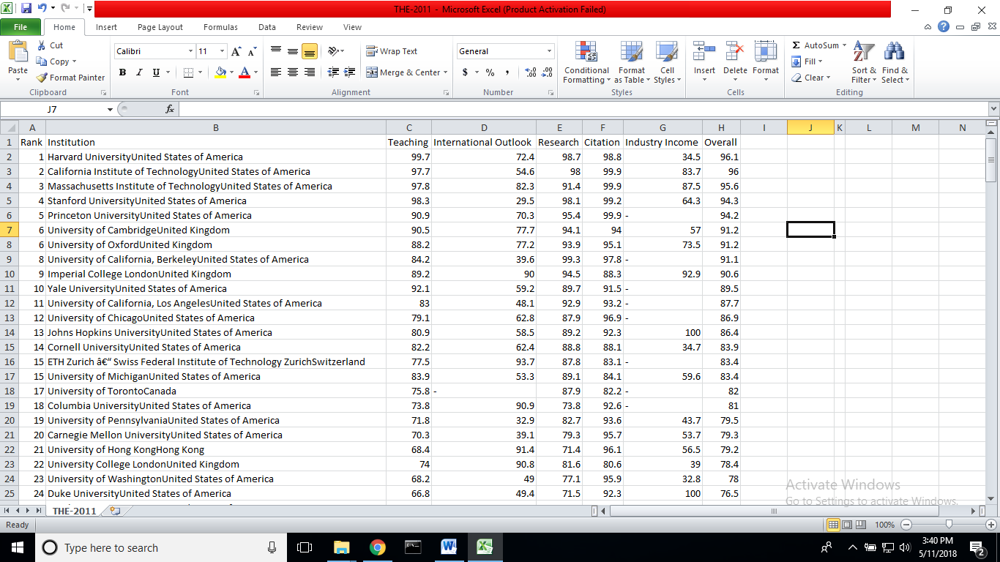 THE-2011 - Microsoft Excel (Product Activation Failed)
File Home Insert Page Layout Formulas Data Review View
Paste Cut Copy Format Painter Clipboard
Calibri 11 B I U A Font
Wrap Text Merge & Center Alignment
General $ % , Number
Conditional Formatting Format as Table Cell Styles Styles
Insert Delete Format Cells
Σ AutoSum Fill Clear Sort & Filter Find & Select Editing
J7 fx
A B C D E F G H I J K L M N
1 Rank Institution Teaching International Outlook Research Citation Industry Income Overall
2 1 Harvard UniversityUnited States of America 99.7 72.4 98.7 98.8 34.5 96.1
3 2 California Institute of TechnologyUnited States of America 97.7 54.6 98 99.9 83.7 96
4 3 Massachusetts Institute of TechnologyUnited States of America 97.8 82.3 91.4 99.9 87.5 95.6
5 4 Stanford UniversityUnited States of America 98.3 29.5 98.1 99.2 64.3 94.3
6 5 Princeton UniversityUnited States of America 90.9 70.3 95.4 99.9 - 94.2
7 6 University of CambridgeUnited Kingdom 90.5 77.7 94.1 94 57 91.2
8 6 University of OxfordUnited Kingdom 88.2 77.2 93.9 95.1 73.5 91.2
9 8 University of California, BerkeleyUnited States of America 84.2 39.6 99.3 97.8 - 91.1
10 9 Imperial College LondonUnited Kingdom 89.2 90 94.5 88.3 92.9 90.6
11 10 Yale UniversityUnited States of America 92.1 59.2 89.7 91.5 - 89.5
12 11 University of California, Los AngelesUnited States of America 83 48.1 92.9 93.2 - 87.7
13 12 University of ChicagoUnited States of America 79.1 62.8 87.9 96.9 - 86.9
14 13 Johns Hopkins UniversityUnited States of America 80.9 58.5 89.2 92.3 100 86.4
15 14 Cornell UniversityUnited States of America 82.2 62.4 88.8 88.1 34.7 83.9
16 15 ETH Zurich â€“ Swiss Federal Institute of Technology ZurichSwitzerland 77.5 93.7 87.8 83.1 - 83.4
17 15 University of MichiganUnited States of America 83.9 53.3 89.1 84.1 59.6 83.4
18 17 University of TorontoCanada 75.8 - 87.9 82.2 - 82
19 18 Columbia UniversityUnited States of America 73.8 90.9 73.8 92.6 - 81
20 19 University of PennsylvaniaUnited States of America 71.8 32.9 82.7 93.6 43.7 79.5
21 20 Carnegie Mellon UniversityUnited States of America 70.3 39.1 79.3 95.7 53.7 79.3
22 21 University of Hong KongHong Kong 68.4 91.4 71.4 96.1 56.5 79.2
23 22 University College LondonUnited Kingdom 74 90.8 81.6 80.6 39 78.4
24 23 University of WashingtonUnited States of America 68.2 49 77.1 95.9 32.8 78
25 24 Duke UniversityUnited States of America 66.8 49.4 71.5 92.3 100 76.5
Activate Windows
Go to Settings to activate Windows.
THE-2011
Ready 100%
Type here to search
3:40 PM
5/11/2018
2